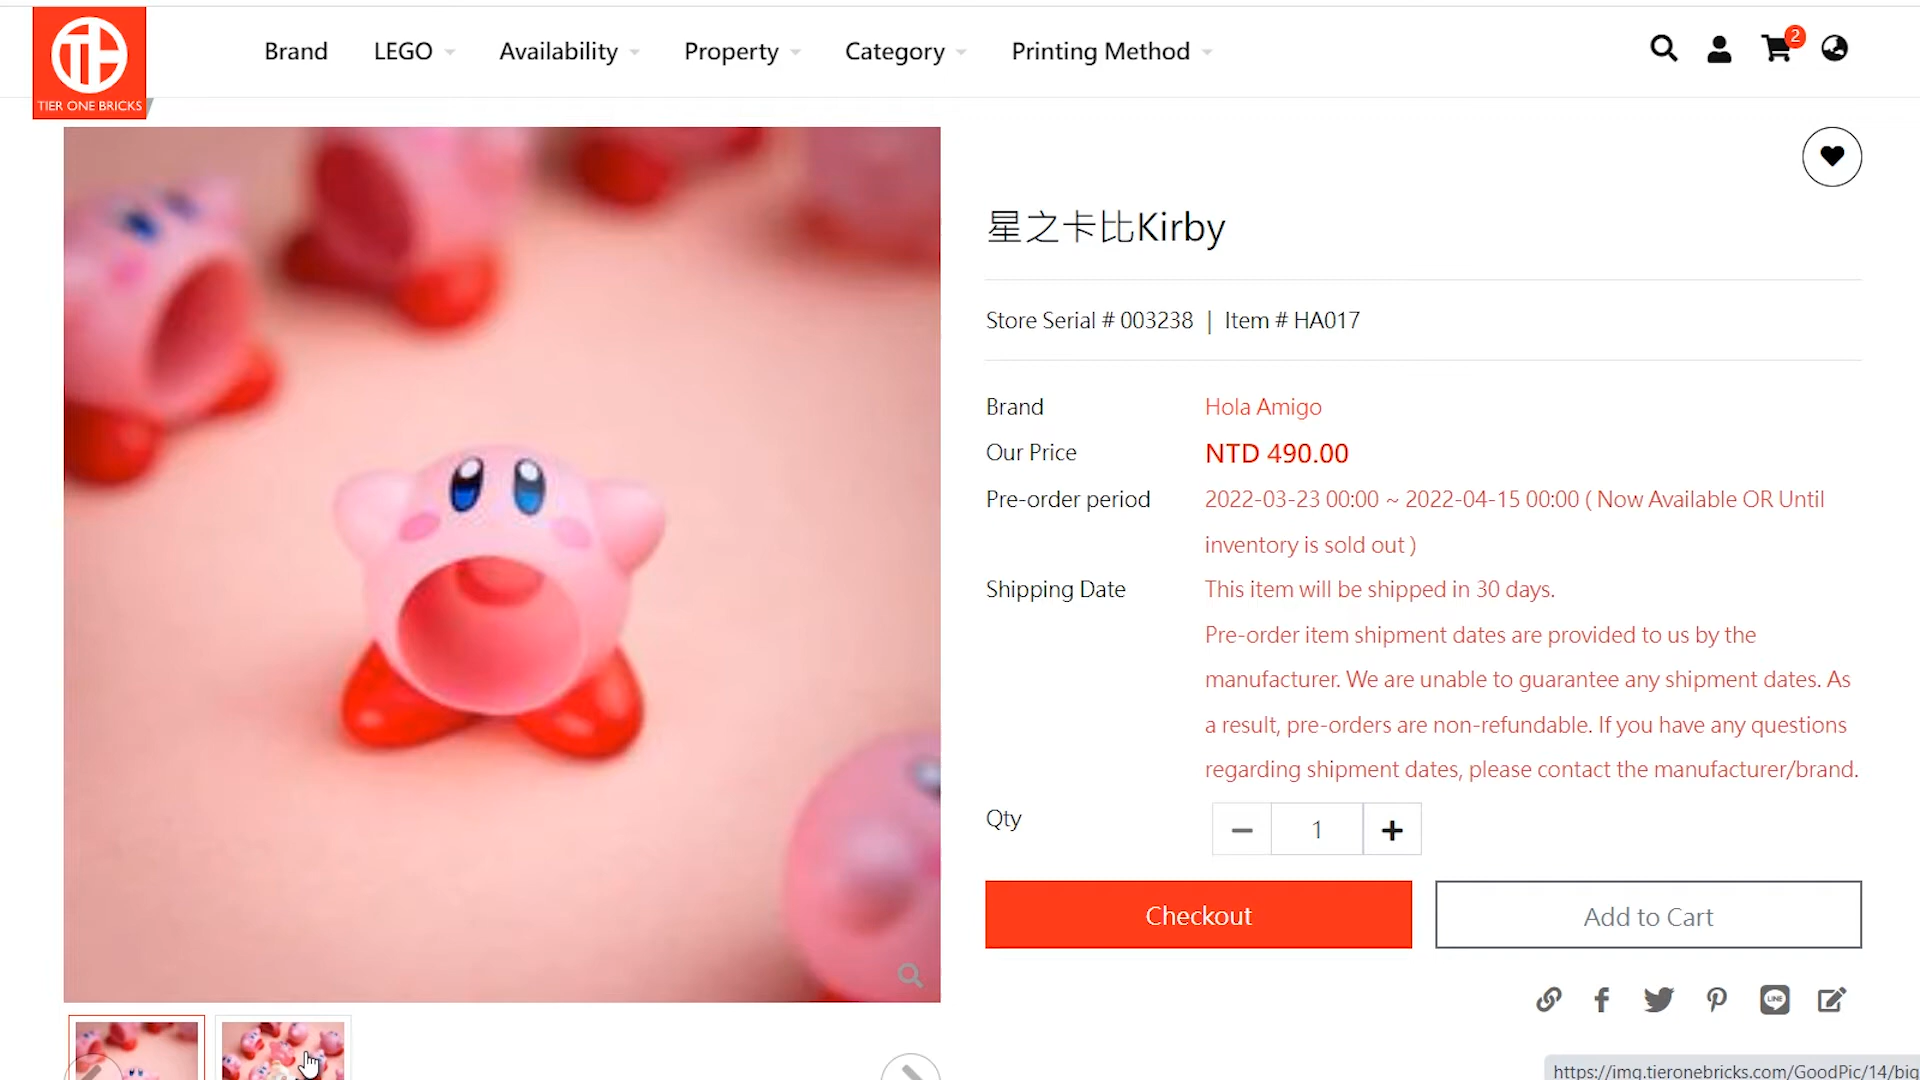 TIER ONE BRICKS
Brand LEGO Availability Property Category Printing Method 2
星之卡比Kirby
Store Serial # 003238 | Item # HA017
Brand Hola Amigo
Our Price NTD 490.00
Pre-order period 2022-03-23 00:00 ~ 2022-04-15 00:00 ( Now Available OR Until
inventory is sold out )
Shipping Date This item will be shipped in 30 days.
Pre-order item shipment dates are provided to us by the
manufacturer. We are unable to guarantee any shipment dates. As
a result, pre-orders are non-refundable. If you have any questions
regarding shipment dates, please contact the manufacturer/brand.
Qty 1
Checkout Add to Cart
LINE
https://img.tieronebricks.com/GoodPic/14/big